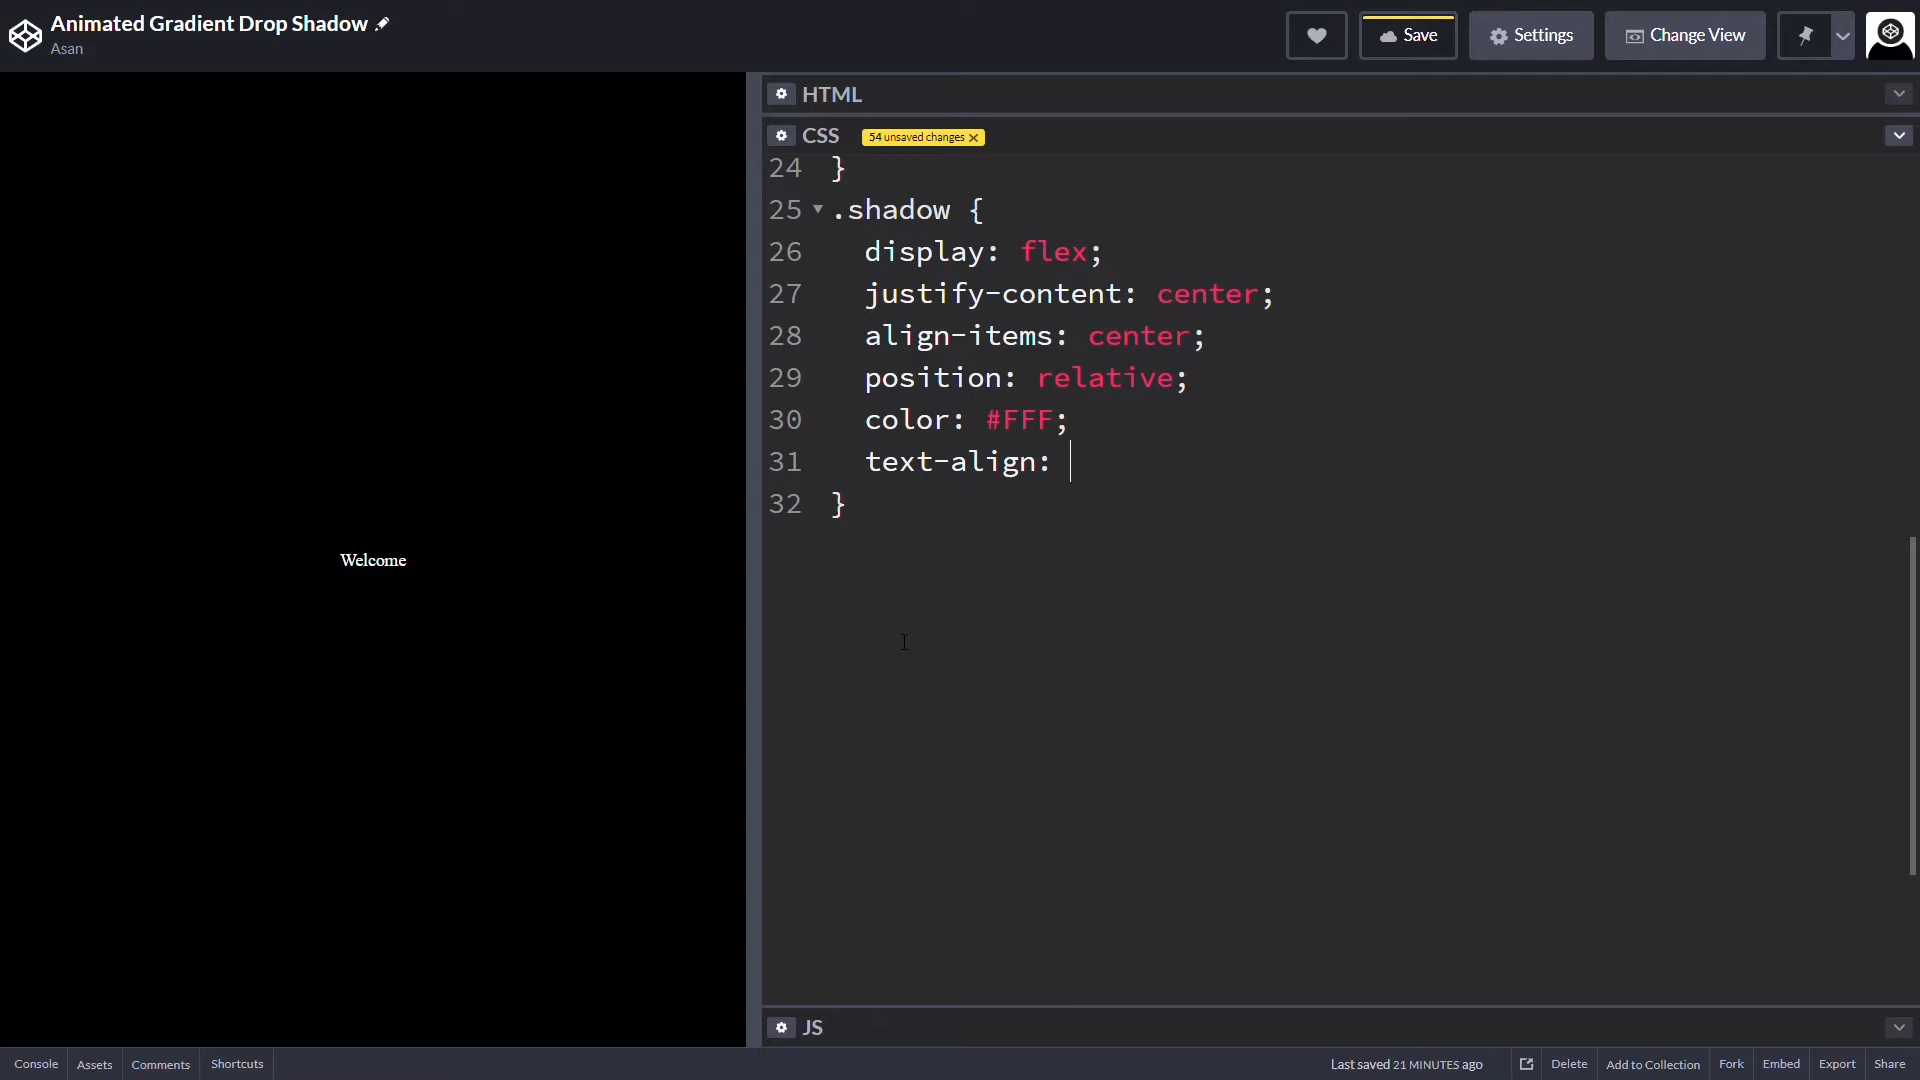 Animated Gradient Drop Shadow
Asan
Save
Settings
Change View
HTML
CSS
54 unsaved changes
24 }
25 .shadow {
26 display: flex;
27 justify-content: center;
28 align-items: center;
29 position: relative;
30 color: #FFF;
31 text-align:
32 }
Welcome
JS
Console
Assets
Comments
Shortcuts
Last saved 21 MINUTES ago
Delete
Add to Collection
Fork
Embed
Export
Share